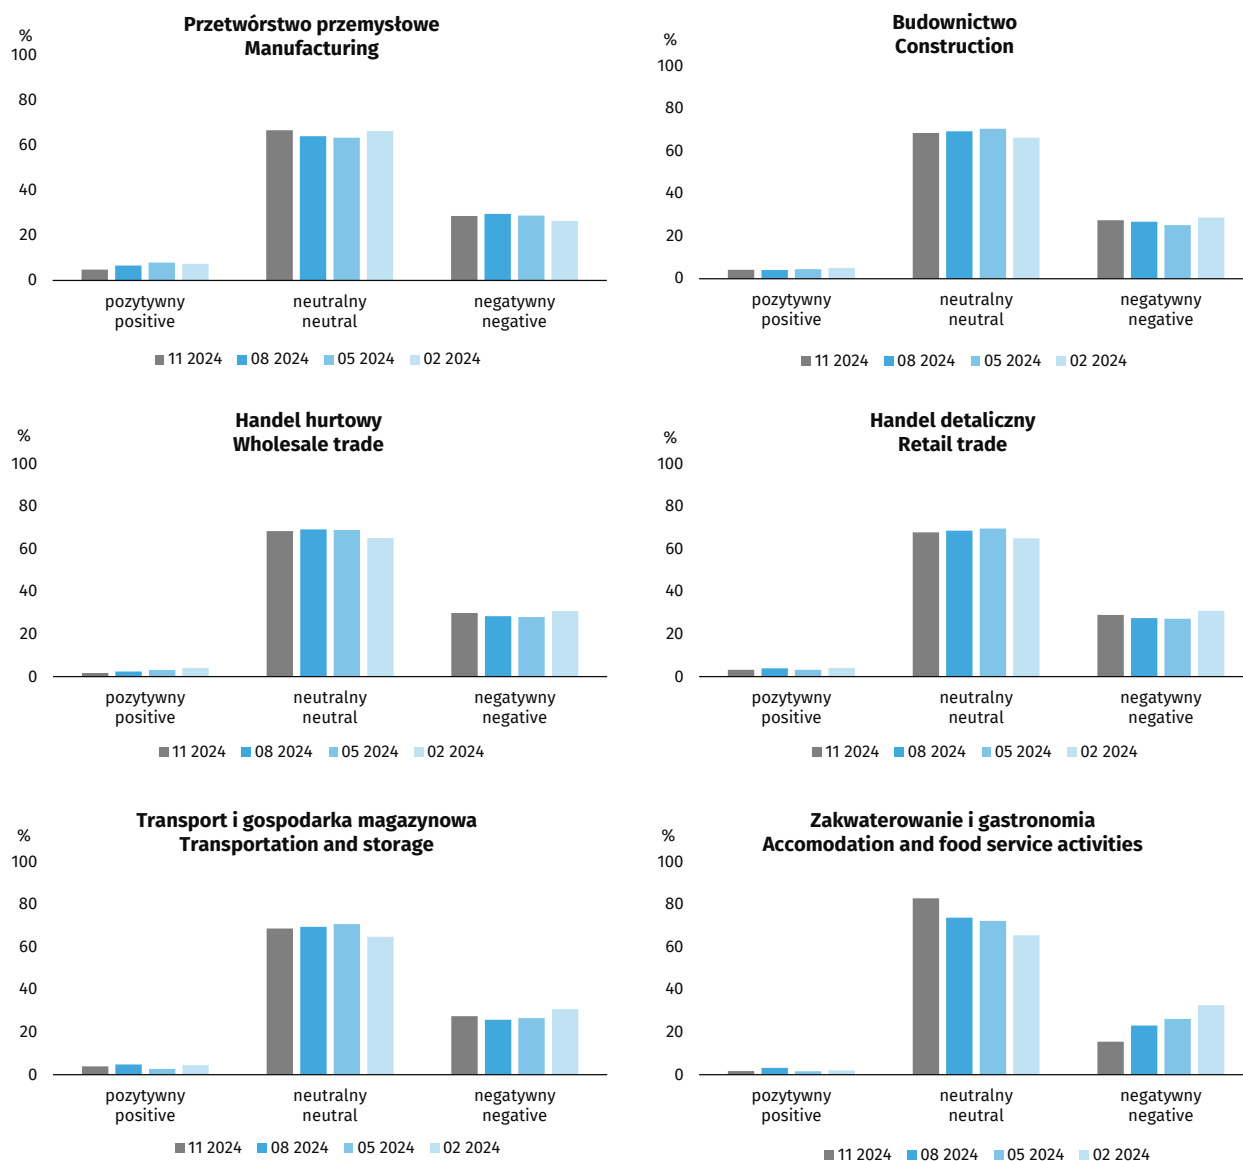 Przetwórstwo przemysłowe
Manufacturing
%
100
80
60
40
20
0
pozytywny
positive
neutralny
neutral
negatywny
negative
11 2024 08 2024 05 2024 02 2024
Budownictwo
Construction
%
100
80
60
40
20
0
pozytywny
positive
neutralny
neutral
negatywny
negative
11 2024 08 2024 05 2024 02 2024
Handel hurtowy
Wholesale trade
%
100
80
60
40
20
0
pozytywny
positive
neutralny
neutral
negatywny
negative
11 2024 08 2024 05 2024 02 2024
Handel detaliczny
Retail trade
%
100
80
60
40
20
0
pozytywny
positive
neutralny
neutral
negatywny
negative
11 2024 08 2024 05 2024 02 2024
Transport i gospodarka magazynowa
Transportation and storage
%
100
80
60
40
20
0
pozytywny
positive
neutralny
neutral
negatywny
negative
11 2024 08 2024 05 2024 02 2024
Zakwaterowanie i gastronomia
Accomodation and food service activities
%
100
80
60
40
20
0
pozytywny
positive
neutralny
neutral
negatywny
negative
11 2024 08 2024 05 2024 02 2024